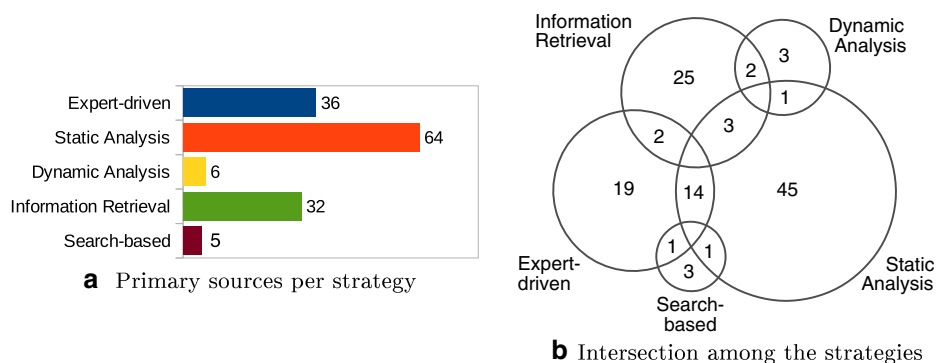 Expert-driven 36
Static Analysis 64
Dynamic Analysis 6
Information Retrieval 32
Search-based 5
a Primary sources per strategy
Information
Retrieval
Dynamic
Analysis
25
2
3
1
2
3
19
14
45
1
1
3
Expert-
driven
Search-
based
Static
Analysis
b Intersection among the strategies